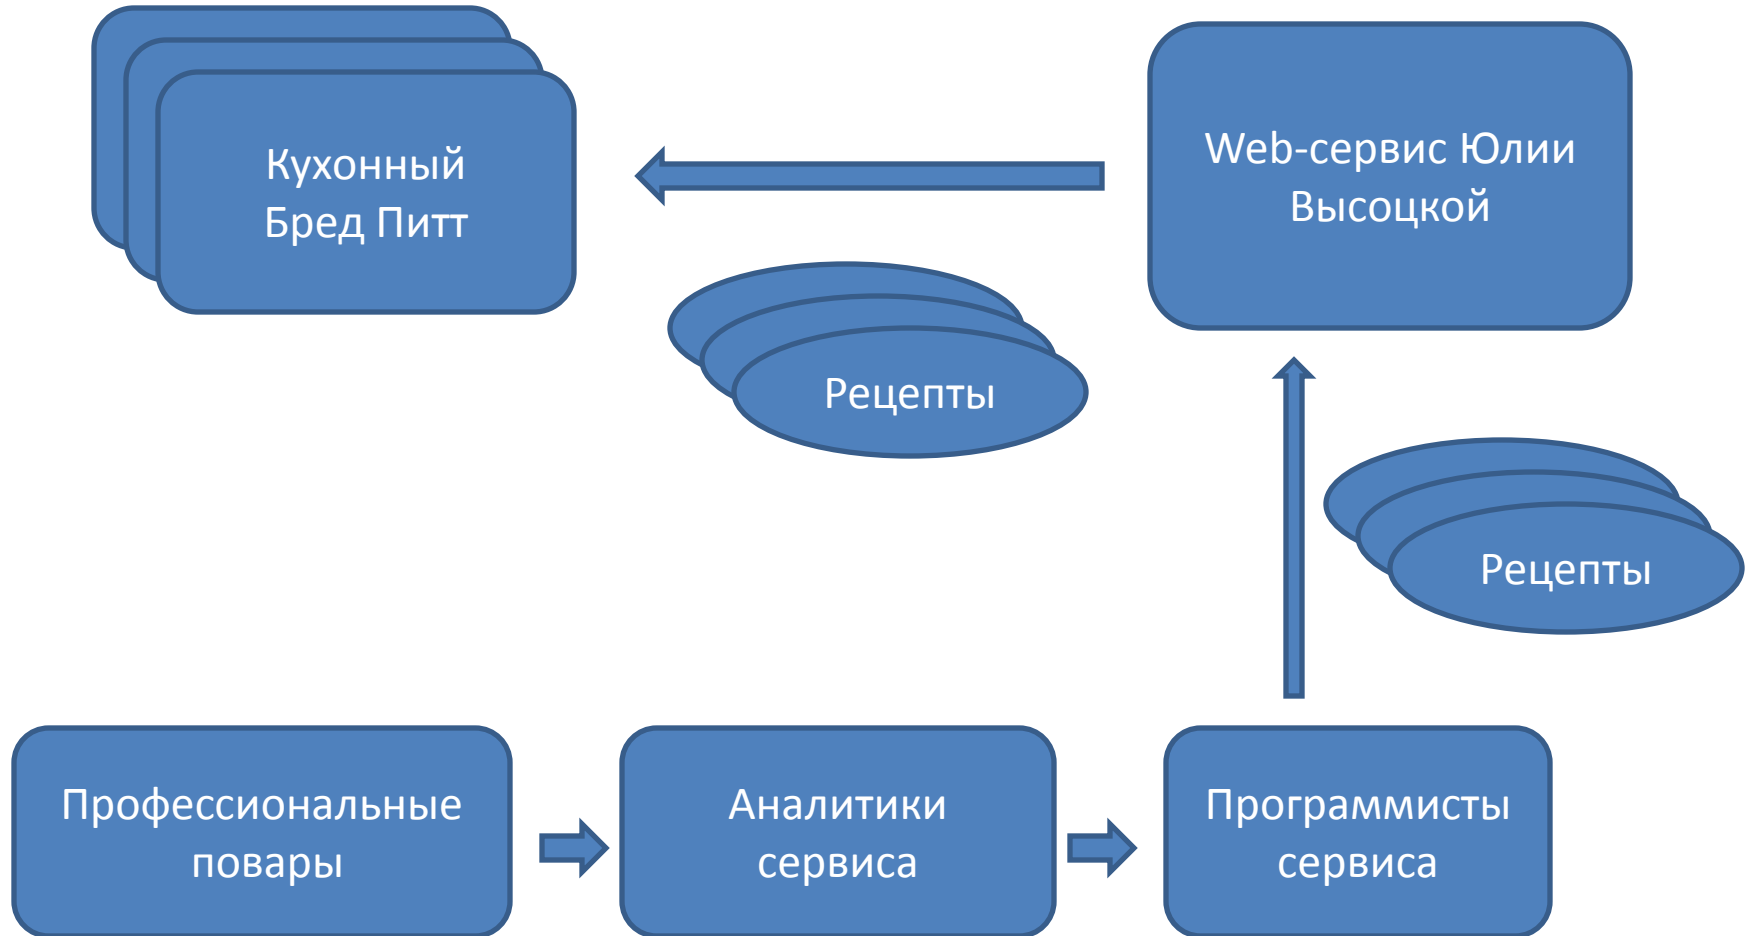 Кухонный
Бред Питт
Web-сервис Юлии
Высоцкой
Рецепты
Рецепты
Профессиональные
повары
Аналитики
сервиса
Программисты
сервиса